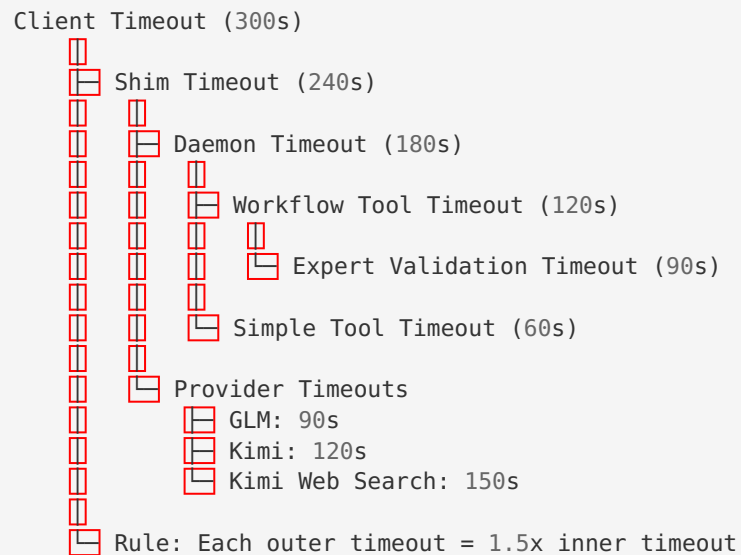 Client Timeout (300s)
│
├─ Shim Timeout (240s)
│   │
│   ├─ Daemon Timeout (180s)
│   │   │
│   │   ├─ Workflow Tool Timeout (120s)
│   │   │   │
│   │   │   └─ Expert Validation Timeout (90s)
│   │   │
│   │   └─ Simple Tool Timeout (60s)
│   │
│   └─ Provider Timeouts
│       ├─ GLM: 90s
│       ├─ Kimi: 120s
│       └─ Kimi Web Search: 150s
│
└─ Rule: Each outer timeout = 1.5x inner timeout